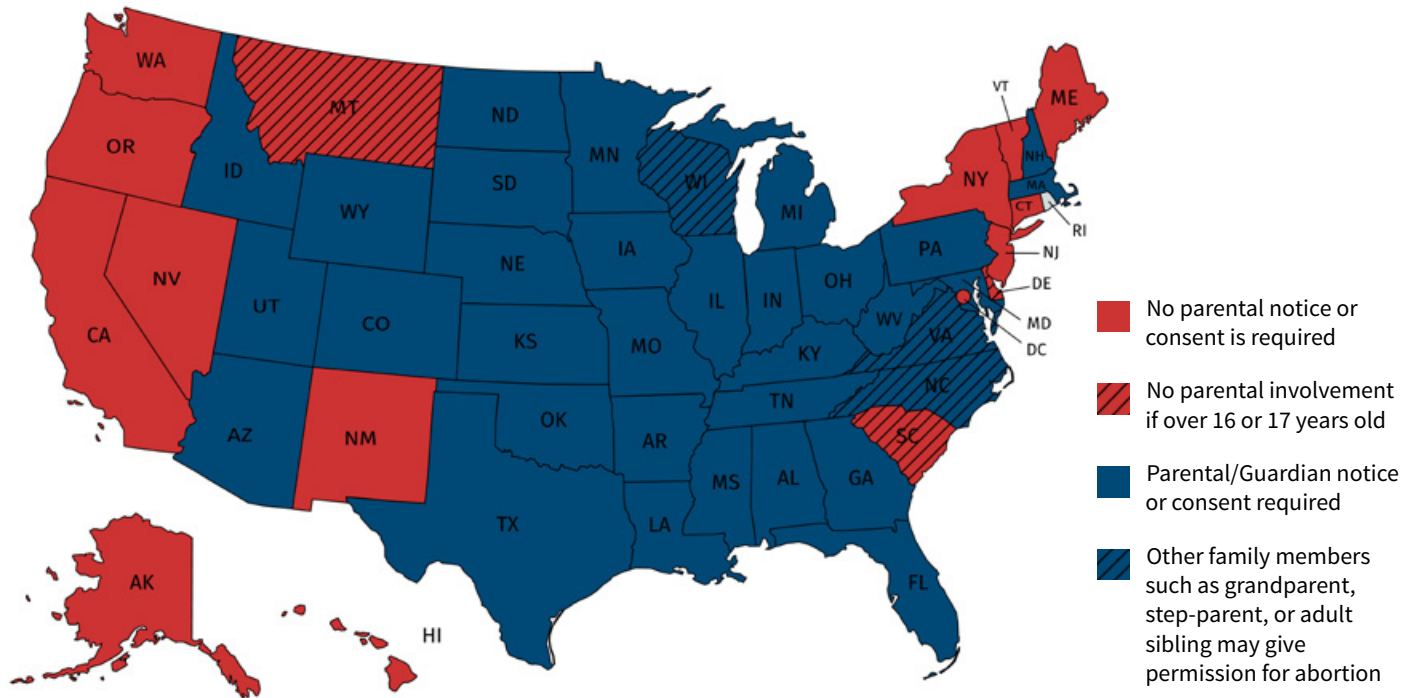 WA
MT
ND
MN
VT
ME
OR
ID
SD
WI
NY
NH
MA
WY
MI
CT
RI
IA
PA
NJ
NV
NE
OH
DE
UT
IL
IN
MD
CA
CO
KS
MO
WV
VA
DC
KY
NC
TN
AZ
NM
OK
AR
SC
MS
AL
GA
TX
LA
FL
AK
HI
No parental notice or
consent is required
No parental involvement
if over 16 or 17 years old
Parental/Guardian notice
or consent required
Other family members
such as grandparent,
step-parent, or adult
sibling may give
permission for abortion